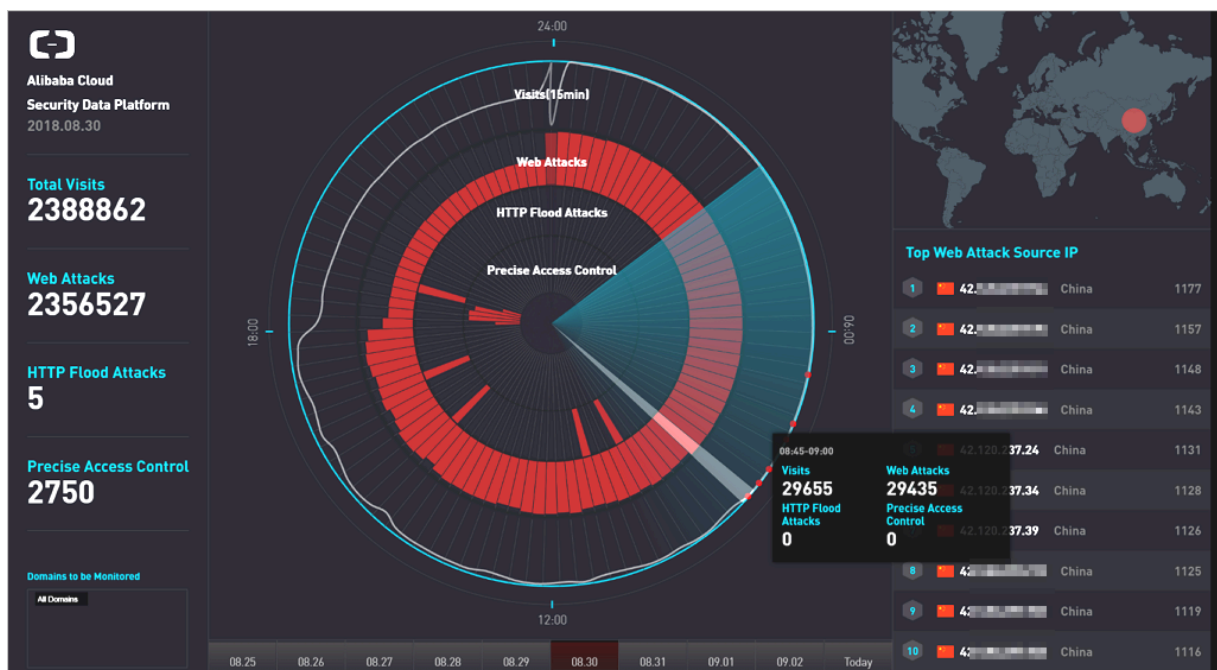 Alibaba Cloud
Security Data Platform
2018.08.30
Total Visits
2388862
Web Attacks
2356527
HTTP Flood Attacks
5
Precise Access Control
2750
Domains to be Monitored
All Domains
24:00
Visits(15min)
Web Attacks
HTTP Flood Attacks
Precise Access Control
18:00
06:00
12:00
08:45-09:00
Visits
Web Attacks
29655
29435
HTTP Flood Attacks
Precise Access Control
0
0
08.25
08.26
08.27
08.28
08.29
08.30
08.31
09.01
09.02
Today
Top Web Attack Source IP
1 42. China 1177
2 42. China 1157
3 42. China 1148
4 42. China 1143
42.120.237.24 China 1131
42.120.237.34 China 1128
42.120.237.39 China 1126
8 42. China 1125
9 42. China 1119
10 42. China 1116